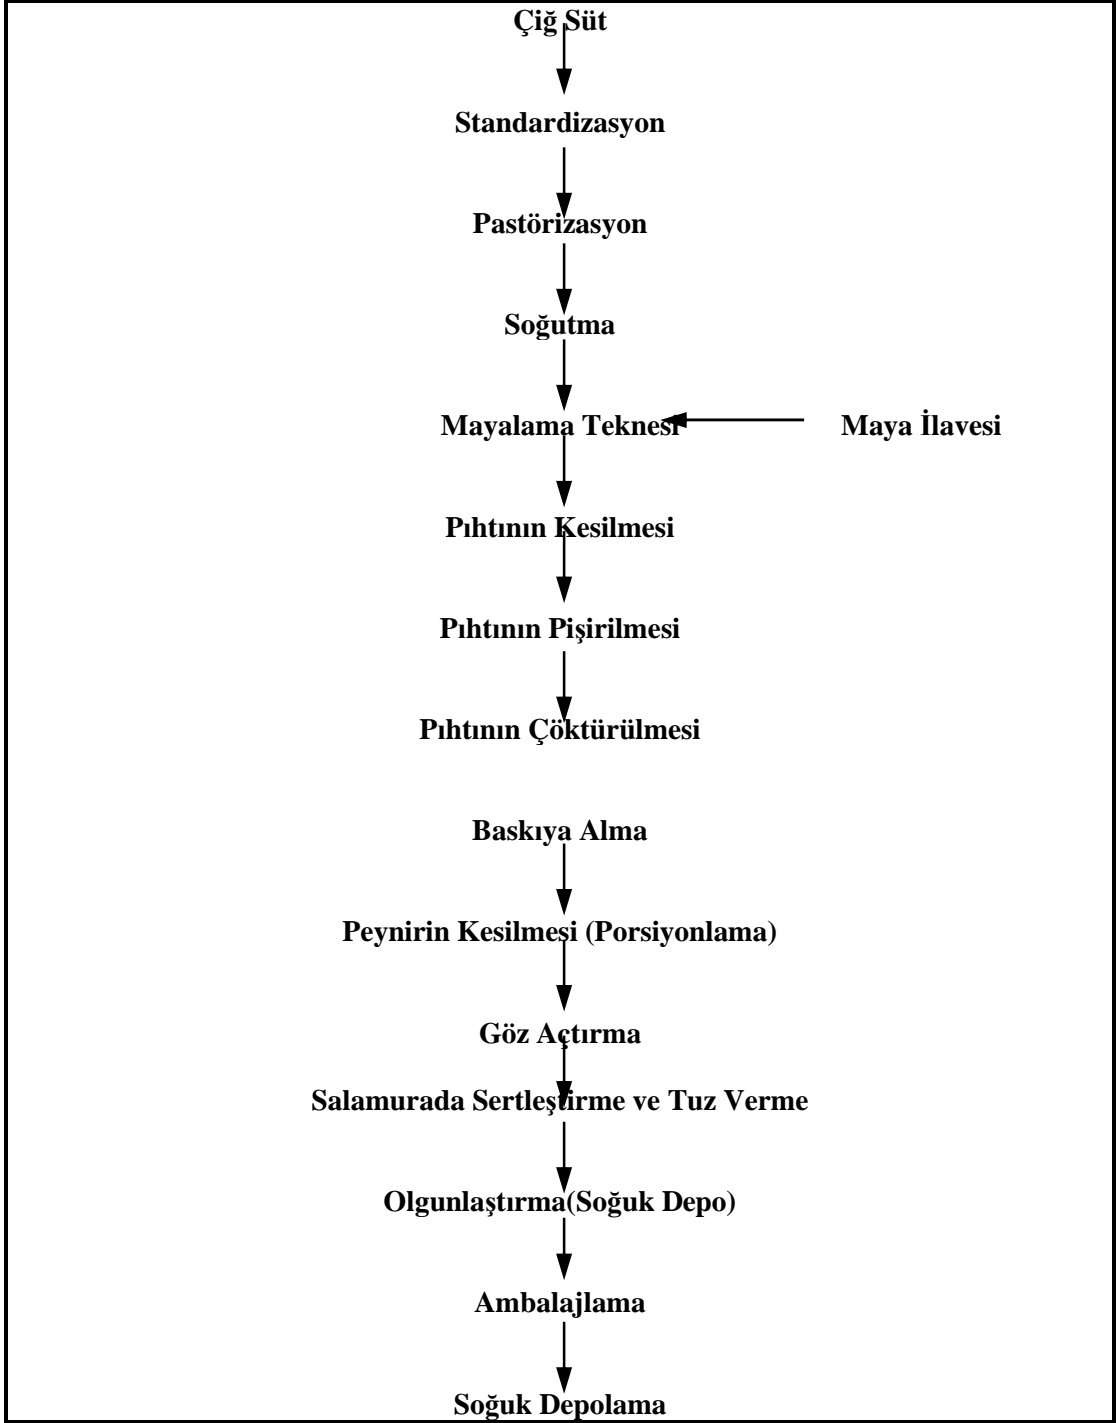 Çiğ Süt
Standardizasyon
Pastörizasyon
Soğutma
Mayalama Teknesi
Maya İlavesi
Pıhtının Kesilmesi
Pıhtının Pişirilmesi
Pıhtının Çöktürülmesi
Baskıya Alma
Peynirin Kesilmesi (Porsiyonlama)
Göz Açtırma
Salamurada Sertleştirme ve Tuz Verme
Olgunlaştırma(Soğuk Depo)
Ambalajlama
Soğuk Depolama